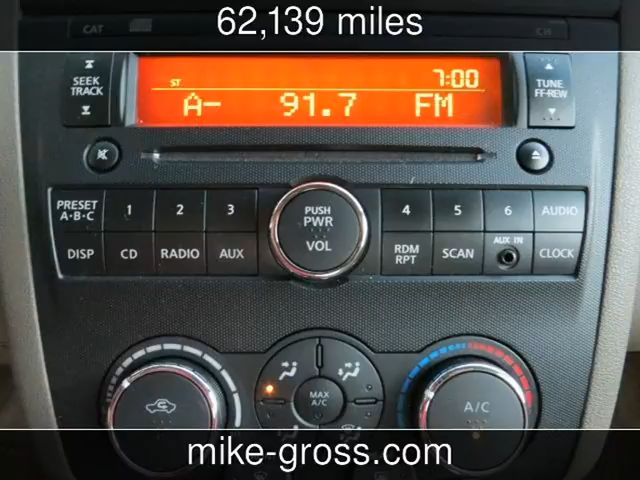 62,139 miles
CAT
CH
SEEK
TRACK
ST
7:00
A- 91.7 FM
TUNE
FF·REW
PRESET
A·B·C
1
2
3
PUSH
PWR
VOL
4
5
6
AUDIO
DISP
CD
RADIO
AUX
RDM
RPT
SCAN
AUX IN
CLOCK
MAX
A/C
A/C
mike-gross.com